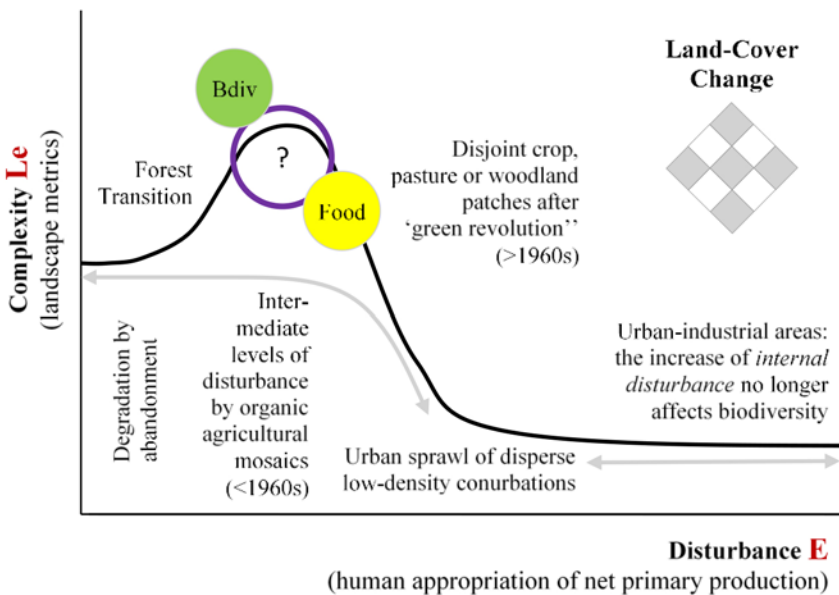 Complexity Le
(landscape metrics)
Bdiv
?
Food
Forest
Transition
Land-Cover
Change
Disjoint crop,
pasture or woodland
patches after
‘green revolution’’
(>1960s)
Degradation by
abandonment
Inter-
mediate
levels of
disturbance
by organic
agricultural
mosaics
(<1960s)
Urban sprawl of disperse
low-density conurbations
Urban-industrial areas:
the increase of internal
disturbance no longer
affects biodiversity
Disturbance E
(human appropriation of net primary production)